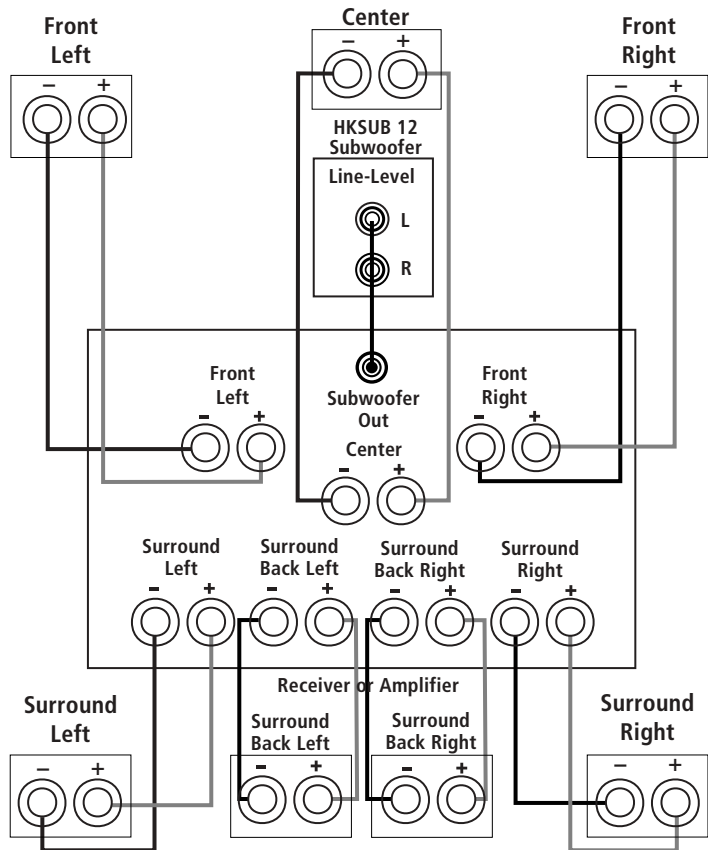 Front
Left
Center
Front
Right
− +
− +
− +
HKSUB 12
Subwoofer
Line-Level
L
R
Front
Left
Subwoofer
Out
Front
Right
- +
- +
Center
- +
Surround
Left
Surround
Back Left
Surround
Back Right
Surround
Right
- +
- +
- +
- +
Receiver or Amplifier
Surround
Left
Surround
Back Left
Surround
Back Right
Surround
Right
− +
- +
- +
− +